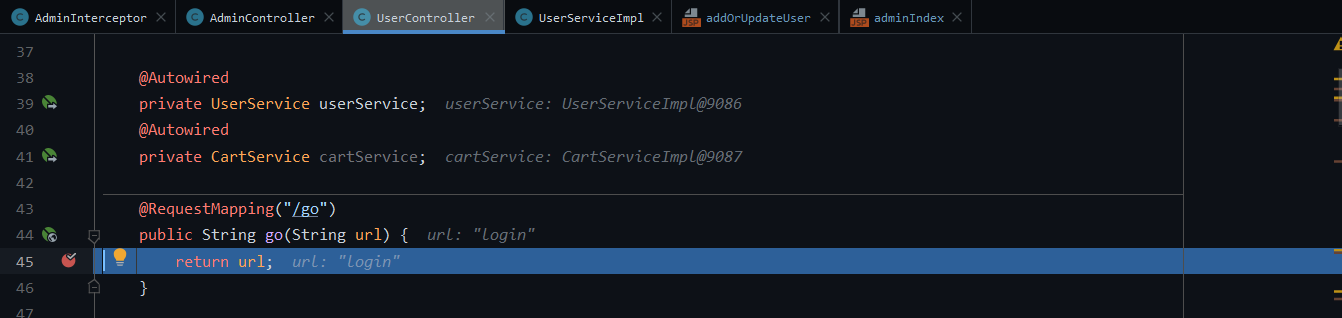 AdminInterceptor AdminController UserController UserServiceImpl addOrUpdateUser adminIndex
37
38 @Autowired
39 private UserService userService; userService: UserServiceImpl@9086
40 @Autowired
41 private CartService cartService; cartService: CartServiceImpl@9087
42
43 @RequestMapping("/go")
44 public String go(String url) { url: "login"
45 return url; url: "login"
46 }
47